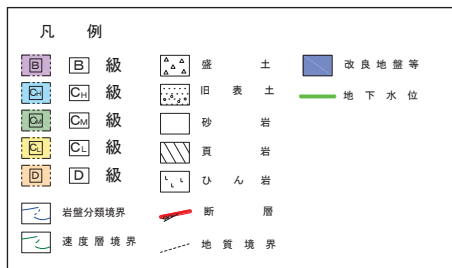 凡例
B B 級
CH CH 級
CM CM 級
CL CL 級
D D 級
岩盤分類境界
速度層境界
盛土
旧表土
砂岩
頁岩
ひん岩
断層
地質境界
改良地盤等
地下水位